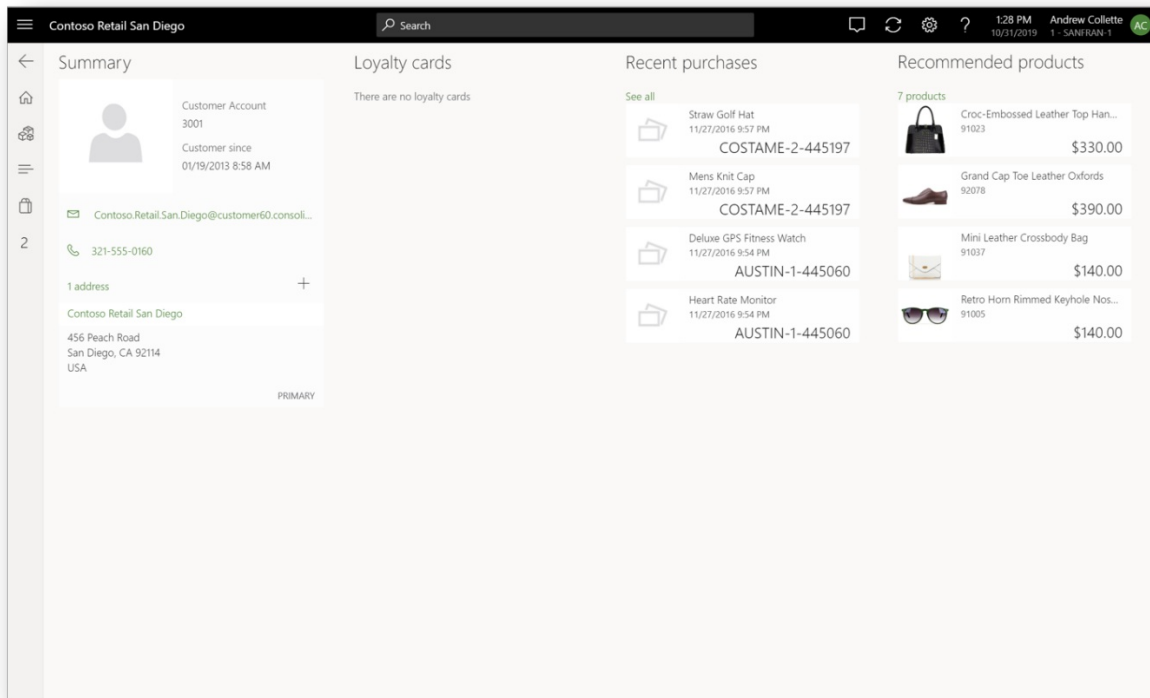 Contoso Retail San Diego
Search
1:28 PM
10/31/2019
Andrew Collette
1 - SANFRAN-1
AC
Summary
Customer Account
3001
Customer since
01/19/2013 8:58 AM
Contoso.Retail.San.Diego@customer60.consoli...
321-555-0160
1 address
Contoso Retail San Diego
456 Peach Road
San Diego, CA 92114
USA
PRIMARY
2
Loyalty cards
There are no loyalty cards
Recent purchases
See all
Straw Golf Hat
11/27/2016 9:57 PM
COSTAME-2-445197
Mens Knit Cap
11/27/2016 9:57 PM
COSTAME-2-445197
Deluxe GPS Fitness Watch
11/27/2016 9:54 PM
AUSTIN-1-445060
Heart Rate Monitor
11/27/2016 9:54 PM
AUSTIN-1-445060
Recommended products
7 products
Croc-Embossed Leather Top Han...
91023
$330.00
Grand Cap Toe Leather Oxfords
92078
$390.00
Mini Leather Crossbody Bag
91037
$140.00
Retro Horn Rimmed Keyhole Nos...
91005
$140.00